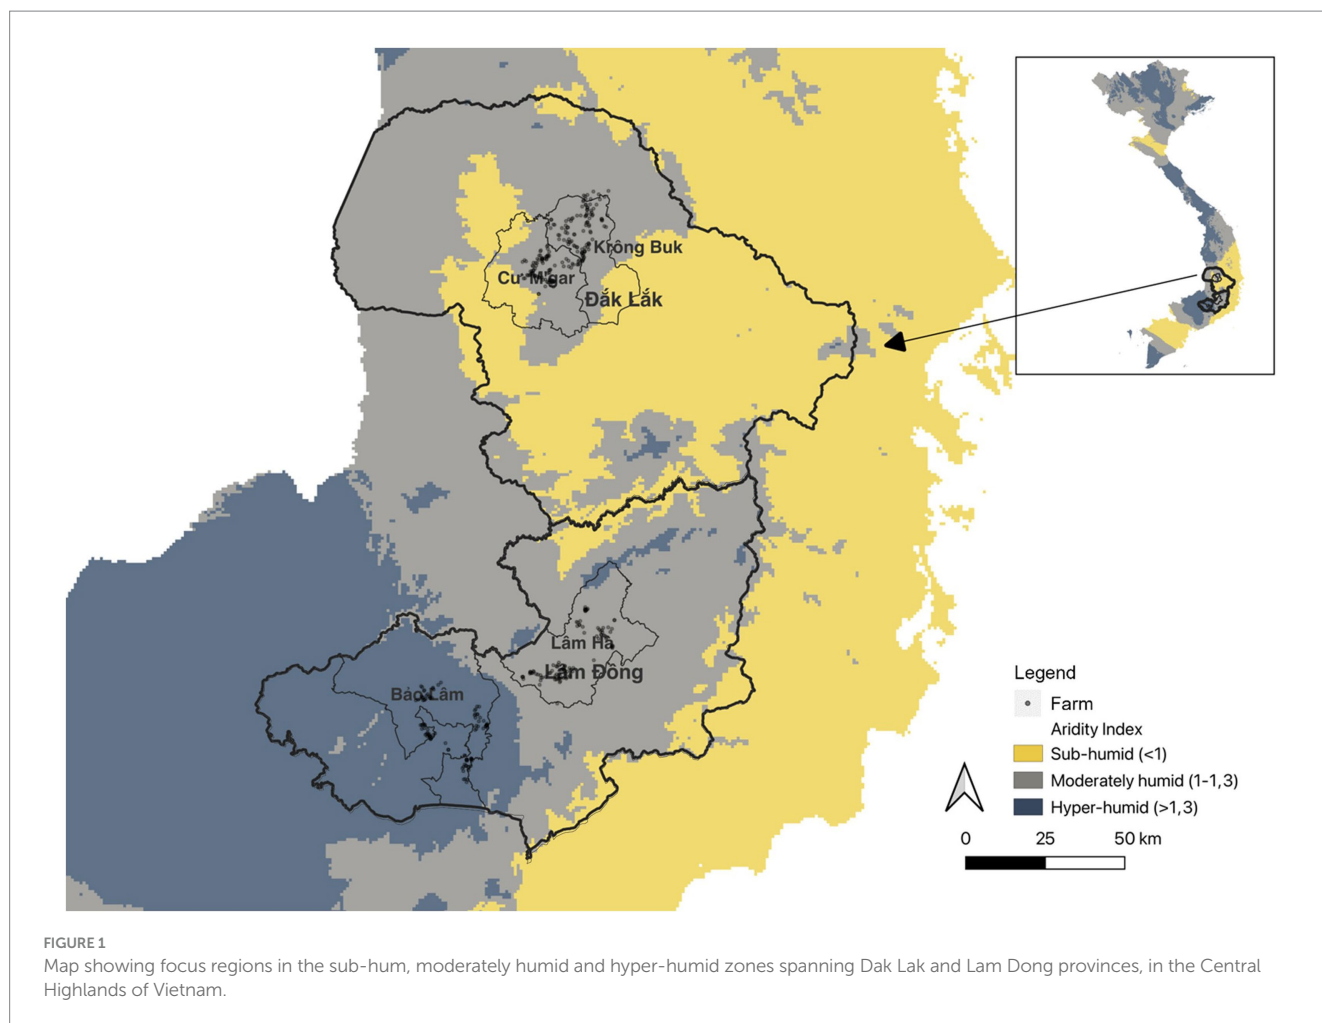 Krông Buk
Cư M'gar
Đắk Lắk
Lâm Hà
Lâm Đồng
Bảo Lâm
Legend
Farm
Aridity Index
Sub-humid (<1)
Moderately humid (1-1,3)
Hyper-humid (>1,3)
0 25 50 km
FIGURE 1
Map showing focus regions in the sub-hum, moderately humid and hyper-humid zones spanning Dak Lak and Lam Dong provinces, in the Central
Highlands of Vietnam.